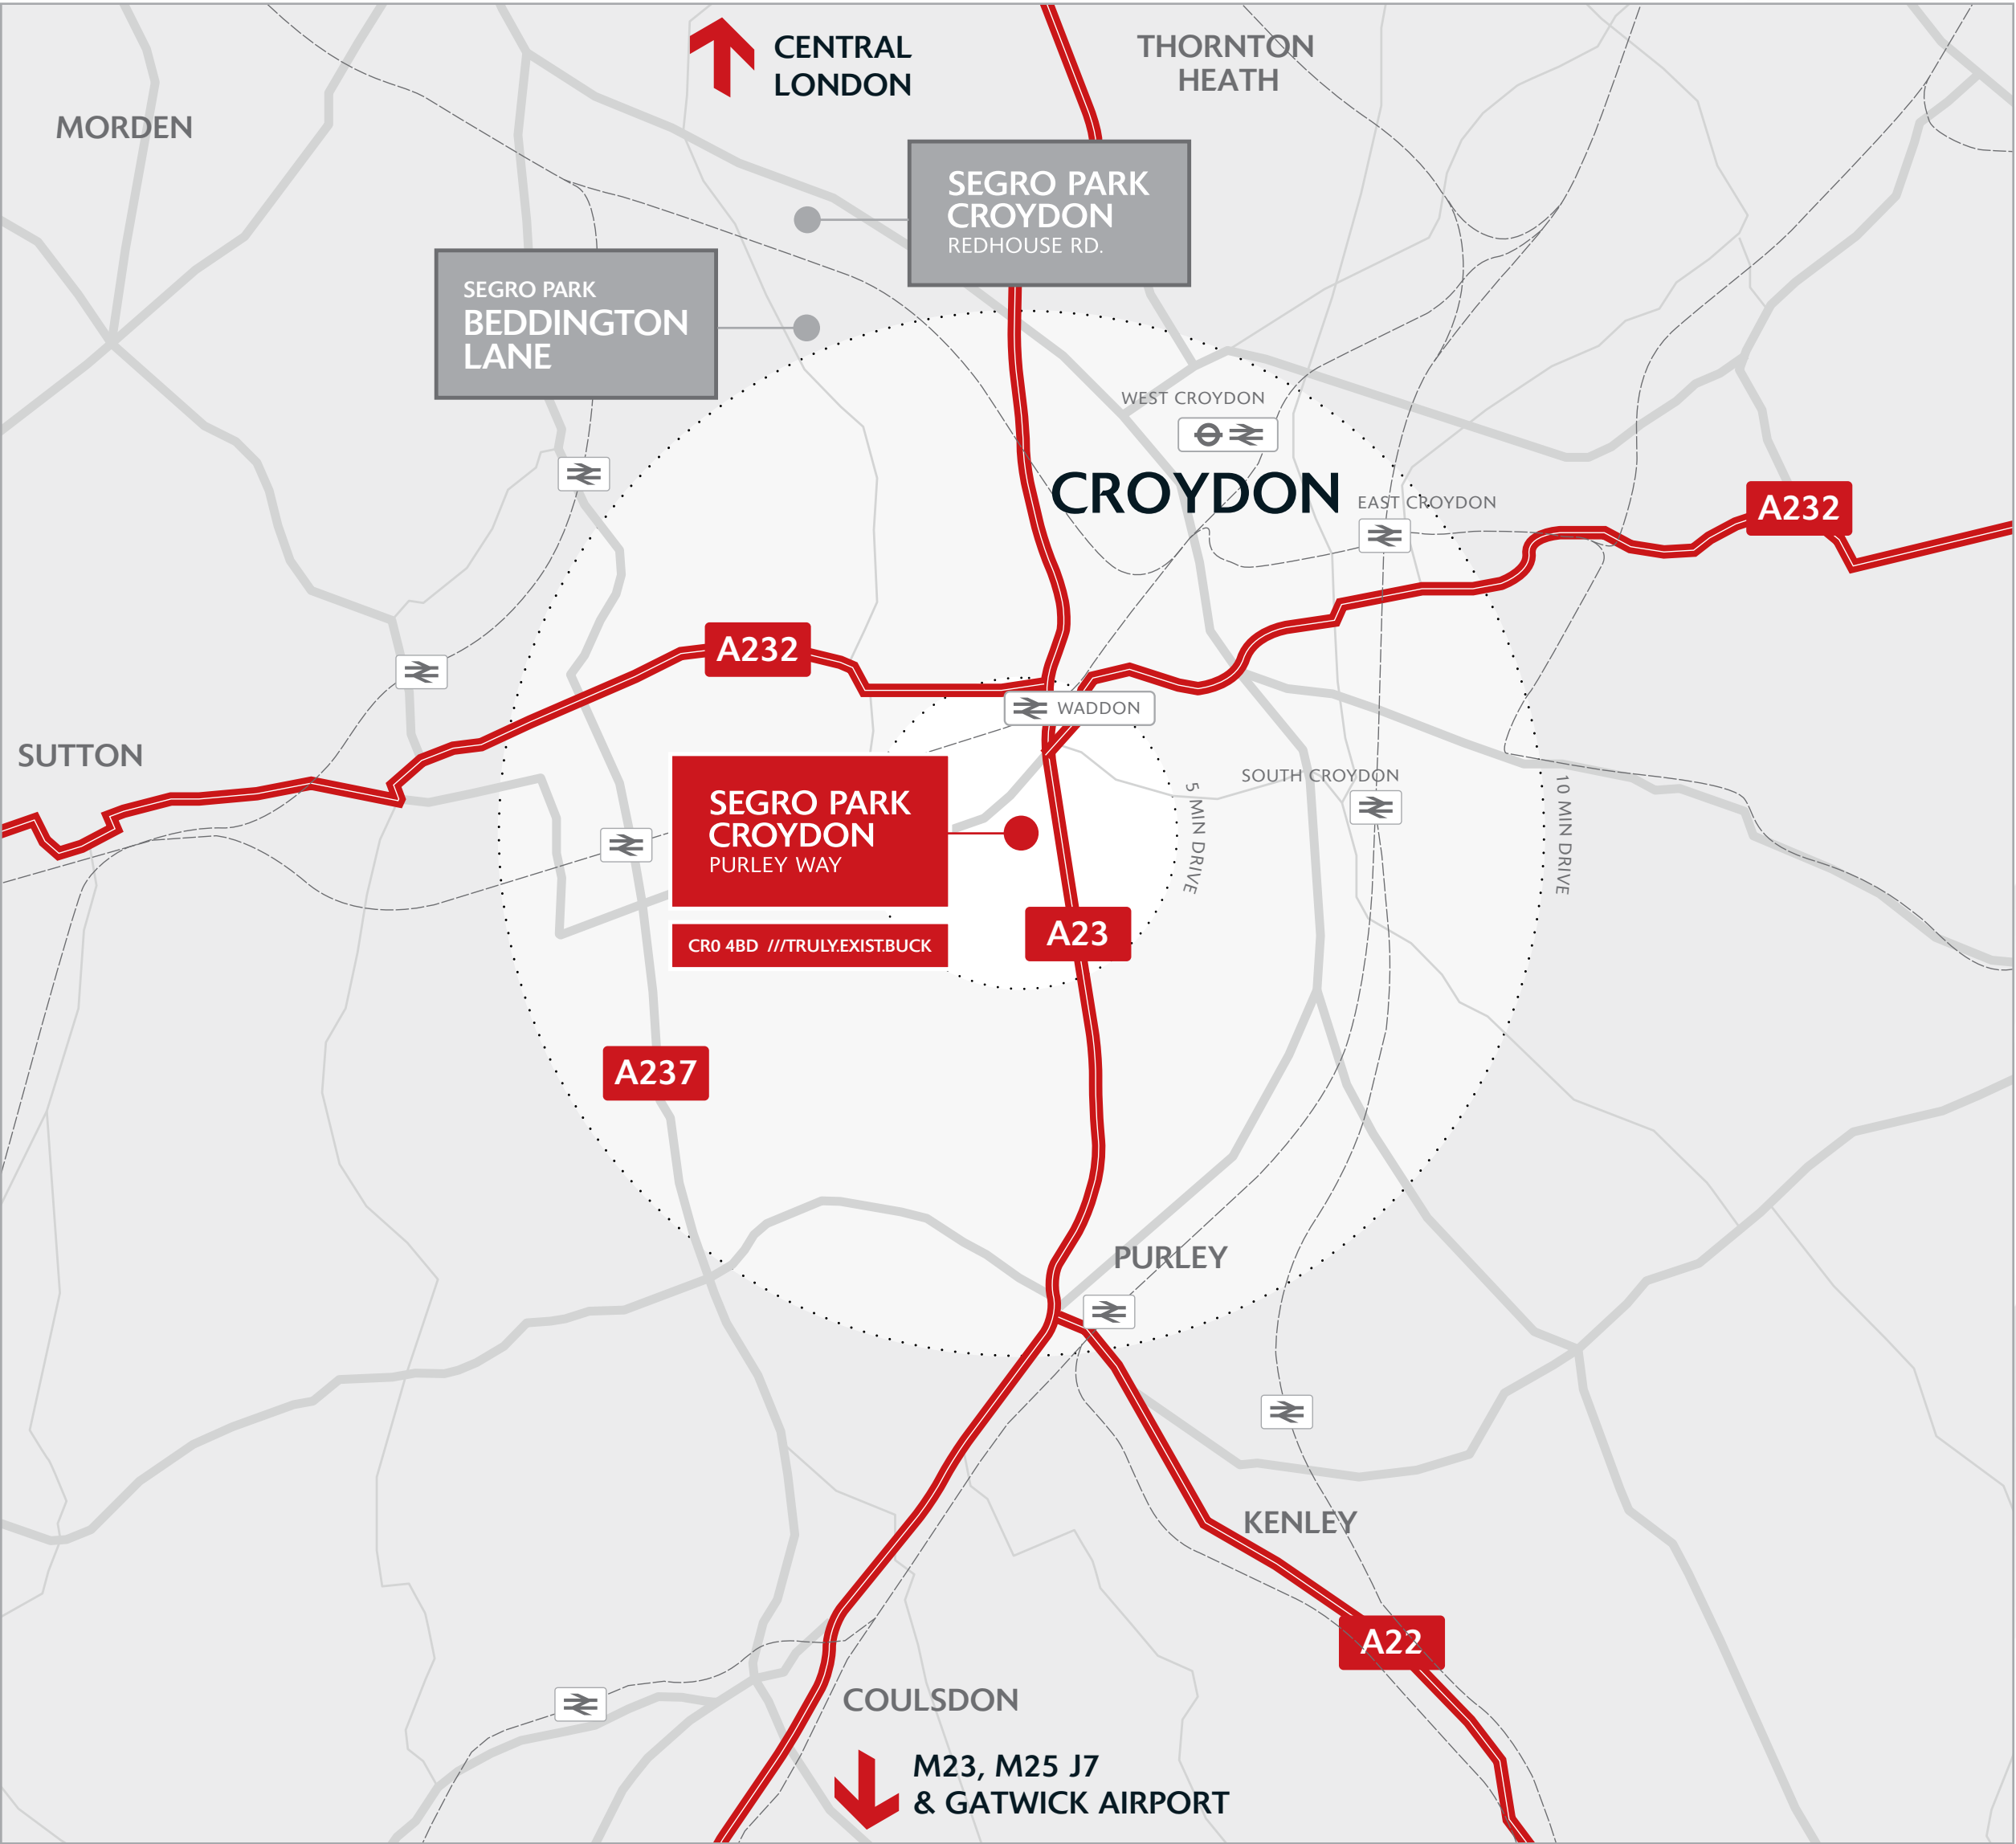 CENTRAL
LONDON
THORNTON
HEATH
MORDEN
SEGRO PARK
CROYDON
REDHOUSE RD.
SEGRO PARK
BEDDINGTON
LANE
WEST CROYDON
CROYDON
EAST CROYDON
A232
A232
WADDON
SUTTON
SOUTH CROYDON
5 MIN DRIVE
10 MIN DRIVE
SEGRO PARK
CROYDON
PURLEY WAY
A23
CR0 4BD ///TRULY.EXIST.BUCK
A237
PURLEY
KENLEY
A22
COULSDON
M23, M25 J7
& GATWICK AIRPORT